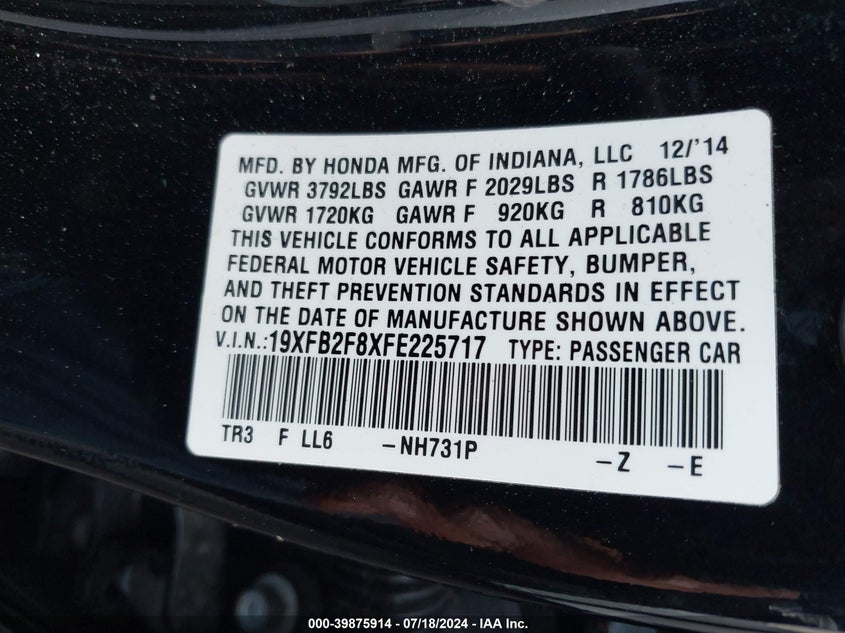 MFD. BY HONDA MFG. OF INDIANA, LLC 12/'14
GVWR 3792LBS GAWR F 2029LBS R 1786LBS
GVWR 1720KG GAWR F 920KG R 810KG
THIS VEHICLE CONFORMS TO ALL APPLICABLE
FEDERAL MOTOR VEHICLE SAFETY, BUMPER,
AND THEFT PREVENTION STANDARDS IN EFFECT
ON THE DATE OF MANUFACTURE SHOWN ABOVE.
V.I.N.:19XFB2F8XFE225717 TYPE: PASSENGER CAR
TR3 F LL6 -NH731P -Z -E
000-39875914 / 07/18/2024 - IAA Inc.